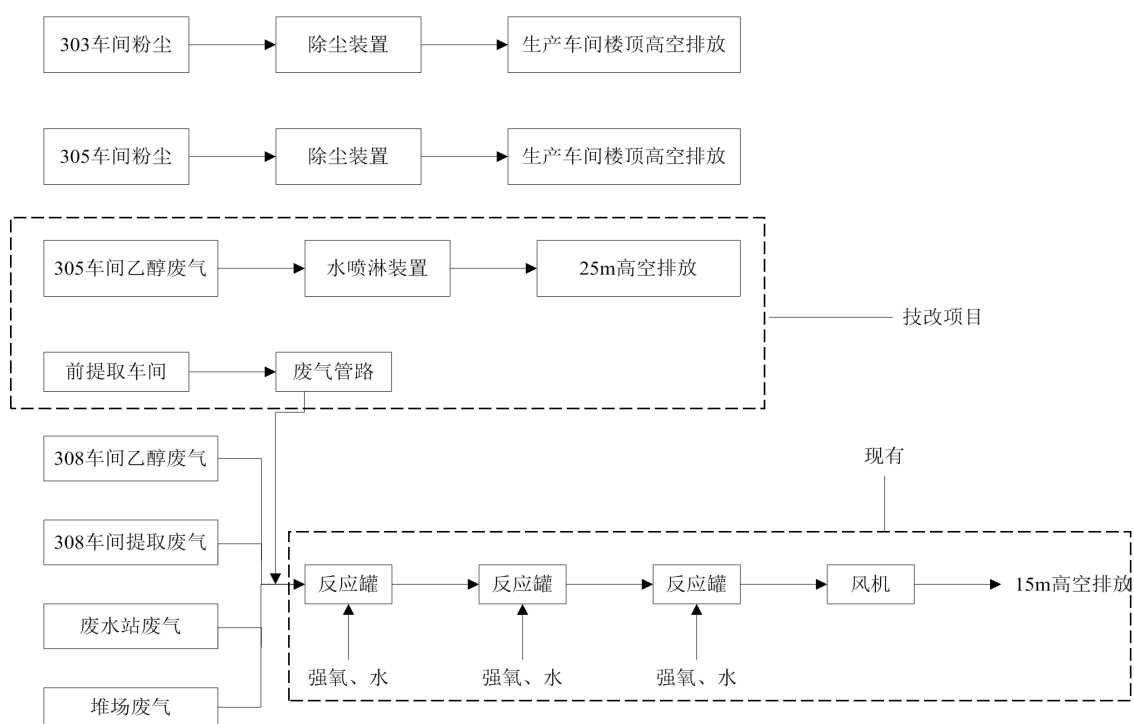 303车间粉尘
除尘装置
生产车间楼顶高空排放
305车间粉尘
除尘装置
生产车间楼顶高空排放
305车间乙醇废气
水喷淋装置
25m高空排放
技改项目
前提取车间
废气管路
308车间乙醇废气
现有
308车间提取废气
反应罐
反应罐
反应罐
风机
15m高空排放
废水站废气
强氧、水
强氧、水
强氧、水
堆场废气